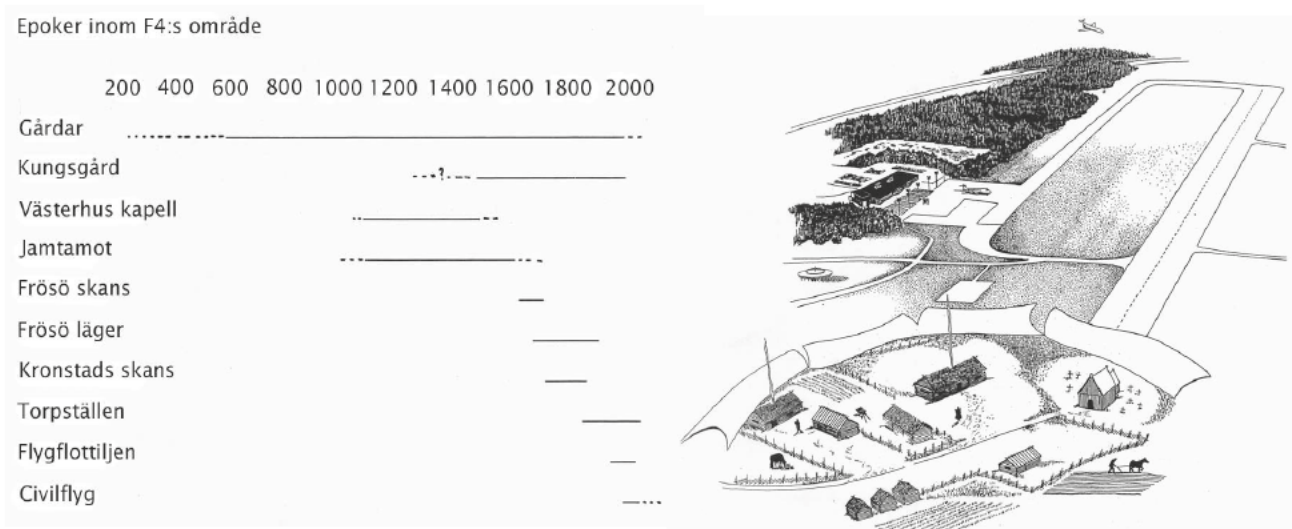 Epoker inom F4:s område
200 400 600 800 1000 1200 1400 1600 1800 2000
Gårdar
Kungsgård
?
Västerhus kapell
Jamtamot
Frösö skans
Frösö läger
Kronstads skans
Torpställen
Flygflottiljen
Civilflyg